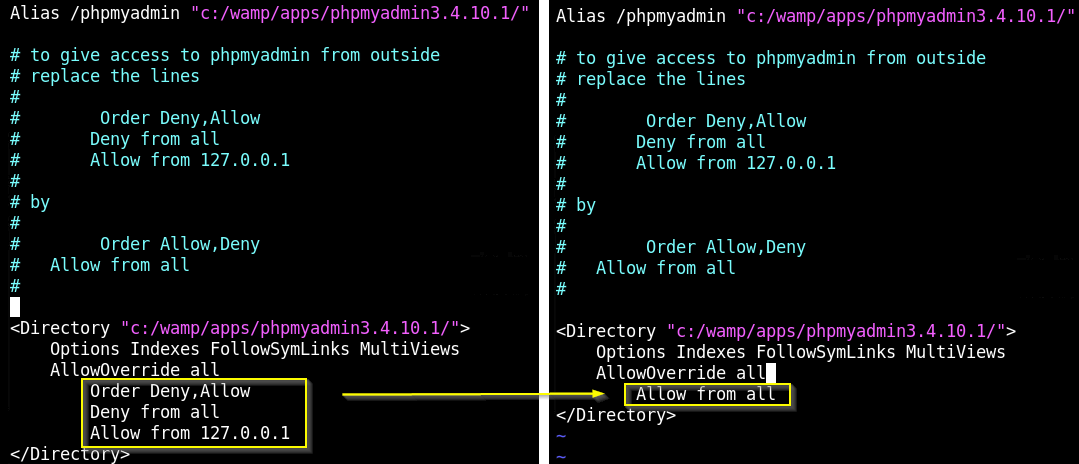 Alias /phpmyadmin "c:/wamp/apps/phpmyadmin3.4.10.1/"
# to give access to phpmyadmin from outside
# replace the lines
#
#        Order Deny,Allow
#       Deny from all
#       Allow from 127.0.0.1
#
# by
#
#        Order Allow,Deny
#   Allow from all
#
<Directory "c:/wamp/apps/phpmyadmin3.4.10.1/">
    Options Indexes FollowSymLinks MultiViews
    AllowOverride all
        Order Deny,Allow
        Deny from all
        Allow from 127.0.0.1
</Directory>
Alias /phpmyadmin "c:/wamp/apps/phpmyadmin3.4.10.1/"
# to give access to phpmyadmin from outside
# replace the lines
#
#        Order Deny,Allow
#       Deny from all
#       Allow from 127.0.0.1
#
# by
#
#        Order Allow,Deny
#   Allow from all
#
<Directory "c:/wamp/apps/phpmyadmin3.4.10.1/">
    Options Indexes FollowSymLinks MultiViews
    AllowOverride all
        Allow from all
</Directory>
~
~